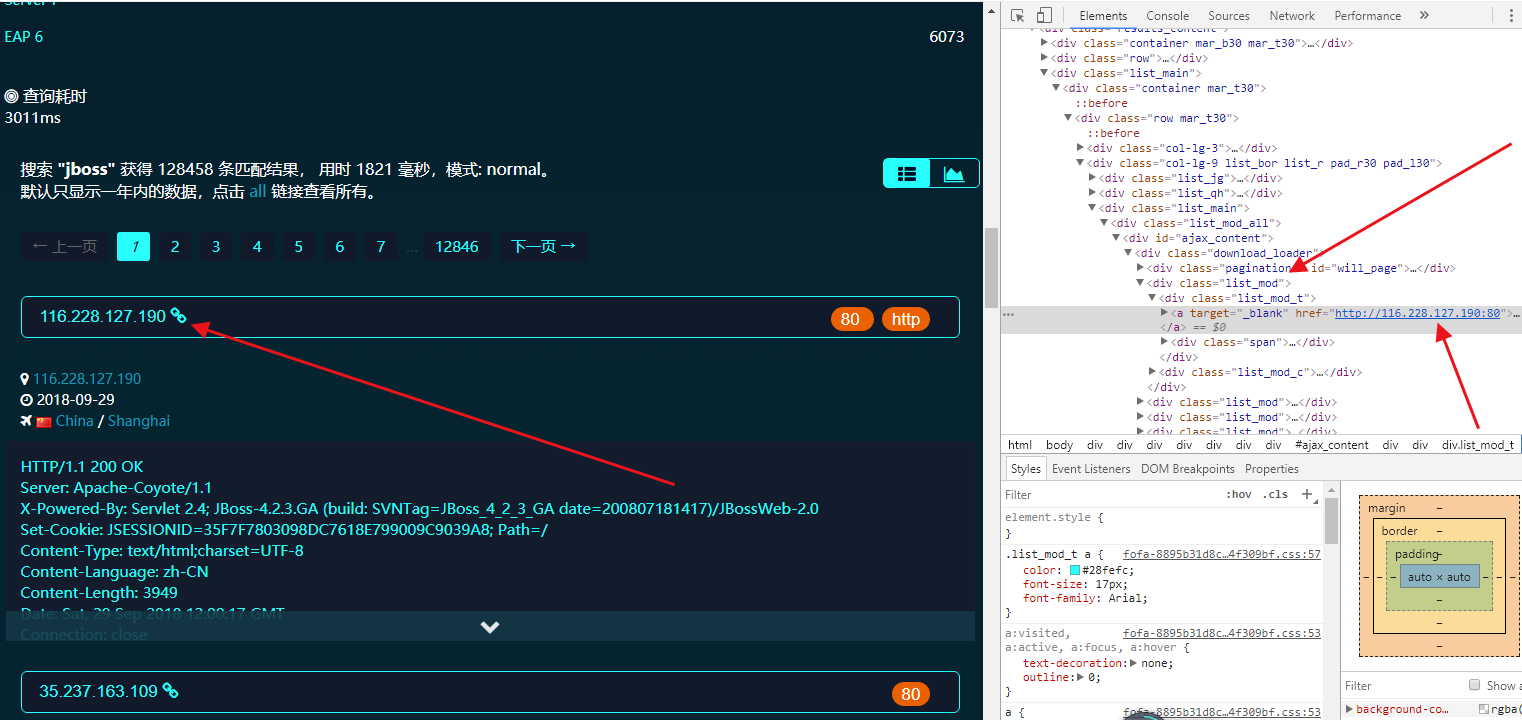 Server 7
EAP 6
6073
查询耗时
3011ms
搜索 "jboss" 获得 128458 条匹配结果， 用时 1821 毫秒，模式: normal。
默认只显示一年内的数据，点击 all 链接查看所有。
← 上一页 1 2 3 4 5 6 7 ... 12846 下一页 →
116.228.127.190
80 http
116.228.127.190
2018-09-29
China / Shanghai
HTTP/1.1 200 OK
Server: Apache-Coyote/1.1
X-Powered-By: Servlet 2.4; JBoss-4.2.3.GA (build: SVNTag=JBoss_4_2_3_GA date=200807181417)/JBossWeb-2.0
Set-Cookie: JSESSIONID=35F7F7803098DC7618E799009C9039A8; Path=/
Content-Type: text/html;charset=UTF-8
Content-Language: zh-CN
Content-Length: 3949
Date: Sat, 29 Sep 2018 12:00:17 GMT
Connection: close
35.237.163.109
80
Elements Console Sources Network Performance »
<div class="container mar_b30 mar_t30">…</div>
<div class="row">…</div>
<div class="list_main">
<div class="container mar_t30">
::before
<div class="row mar_t30">
::before
<div class="col-lg-3">…</div>
<div class="col-lg-9 list_bor list_r pad_r30 pad_l30">
<div class="list_jg">…</div>
<div class="list_qh">…</div>
<div class="list_main">
<div class="list_mod_all">
<div id="ajax_content">
<div class="download_loader">
<div class="pagination" id="will_page">…</div>
<div class="list_mod">
<div class="list_mod_t">
<a target="_blank" href="http://116.228.127.190:80">…
</a> == $0
<div class="span">…</div>
</div>
<div class="list_mod_c">…</div>
</div>
<div class="list_mod">…</div>
<div class="list_mod">…</div>
<div class="list_mod">…</div>
html body div div div div div div div #ajax_content div div div.list_mod_t
Styles Event Listeners DOM Breakpoints Properties
Filter :hov .cls +
element.style {
}
.list_mod_t a { fofa-8895b31d8c…4f309bf.css:57
color: #28fefc;
font-size: 17px;
font-family: Arial;
}
a:visited, fofa-8895b31d8c…4f309bf.css:53
a:active, a:focus, a:hover {
text-decoration: none;
outline: 0;
}
a { fofa-8895b31d8c…4f309bf.css:53
margin –
border –
padding –
– – – auto × auto – – –
–
–
–
Filter Show a
background-co… rgba(